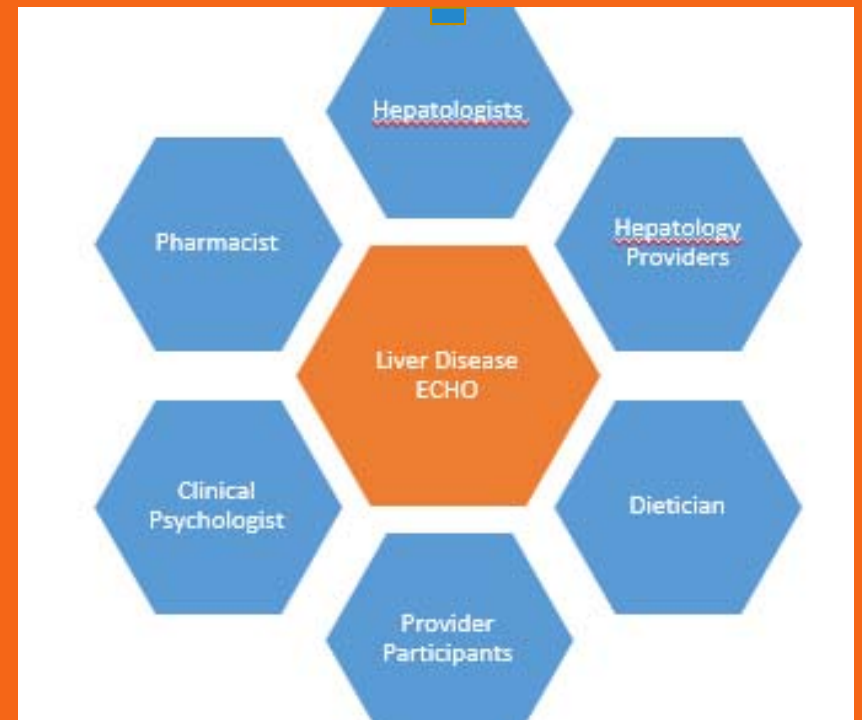 Hepatologists
Pharmacist
Hepatology
Providers
Liver Disease
ECHO
Clinical
Psychologist
Dietician
Provider
Participants